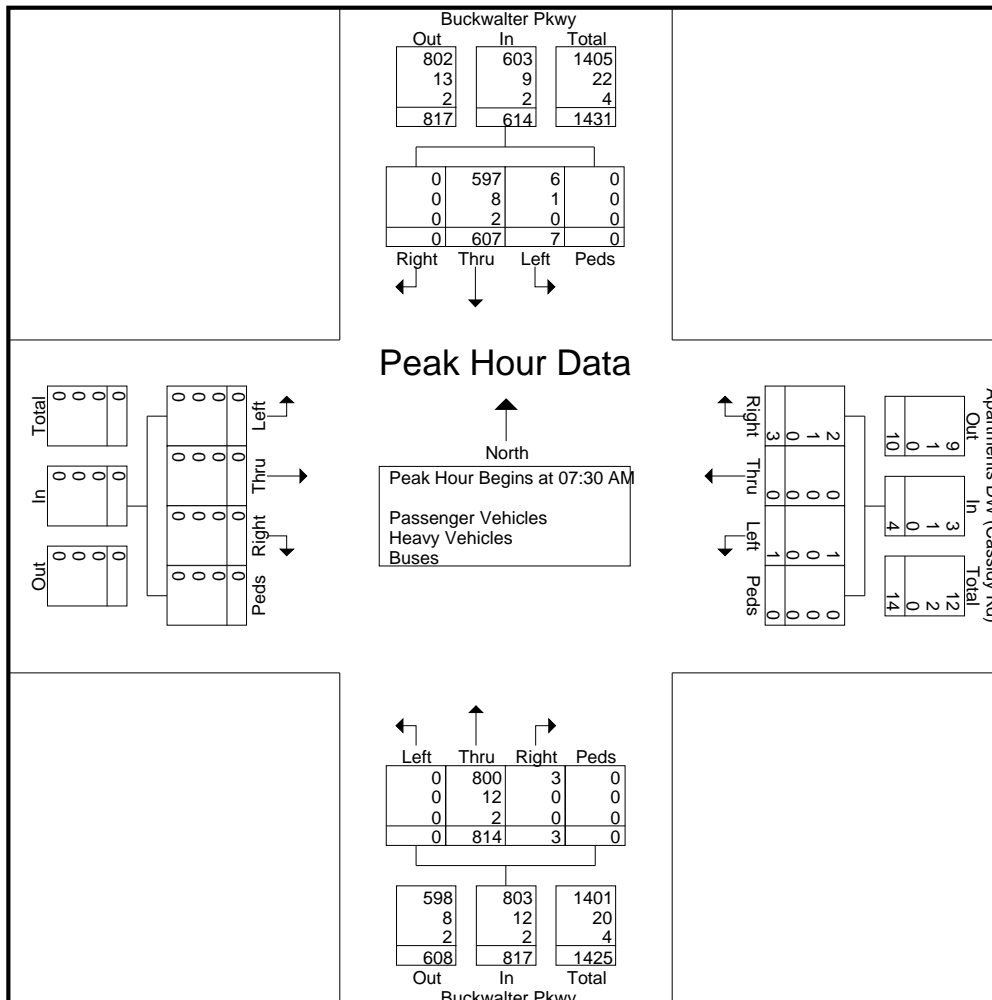 Buckwalter Pkwy
Out In Total
802 603 1405
13 9 22
2 2 4
817 614 1431
0 597 6 0
0 8 1 0
0 2 0 0
0 607 7 0
Right Thru Left Peds
Peak Hour Data
North
Peak Hour Begins at 07:30 AM
Passenger Vehicles
Heavy Vehicles
Buses
Total
0 0 0 0
In
0 0 0 0
Out
0 0 0 0
Left
0 0 0 0
Thru
0 0 0 0
Right
0 0 0 0
Peds
0 0 0 0
Right
2 1 0 3
Thru
0 0 0 0
Left
1 0 0 1
Peds
0 0 0 0
Apartments DW (Cassidy Rd)
Out
9 1 0 10
In
3 1 0 4
Total
12 2 0 14
Left Thru Right Peds
0 800 3 0
0 12 0 0
0 2 0 0
0 814 3 0
598 803 1401
8 12 20
2 2 4
608 817 1425
Out In Total
Buckwalter Pkwy